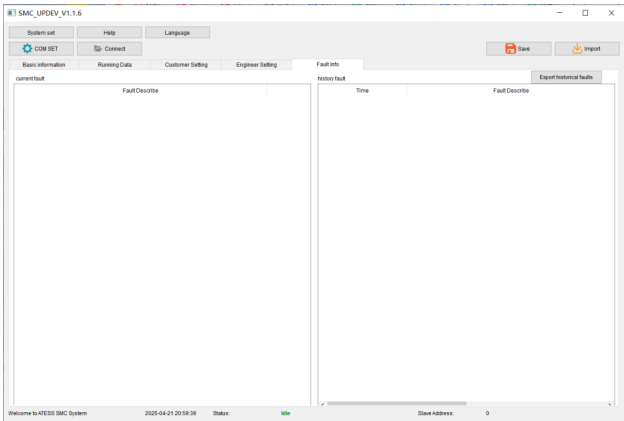 SMC_UPDEV_V1.1.6
System set Help Language
COM SET Connect Save Import
Basic information Running Data Customer Setting Engineer Setting Fault Info
current fault history fault Export historical faults
Fault Describe Time Fault Describe
Welcome to ATESS SMC System 2025-04-21 20:59:39 Status: Idle Slave Address: 0